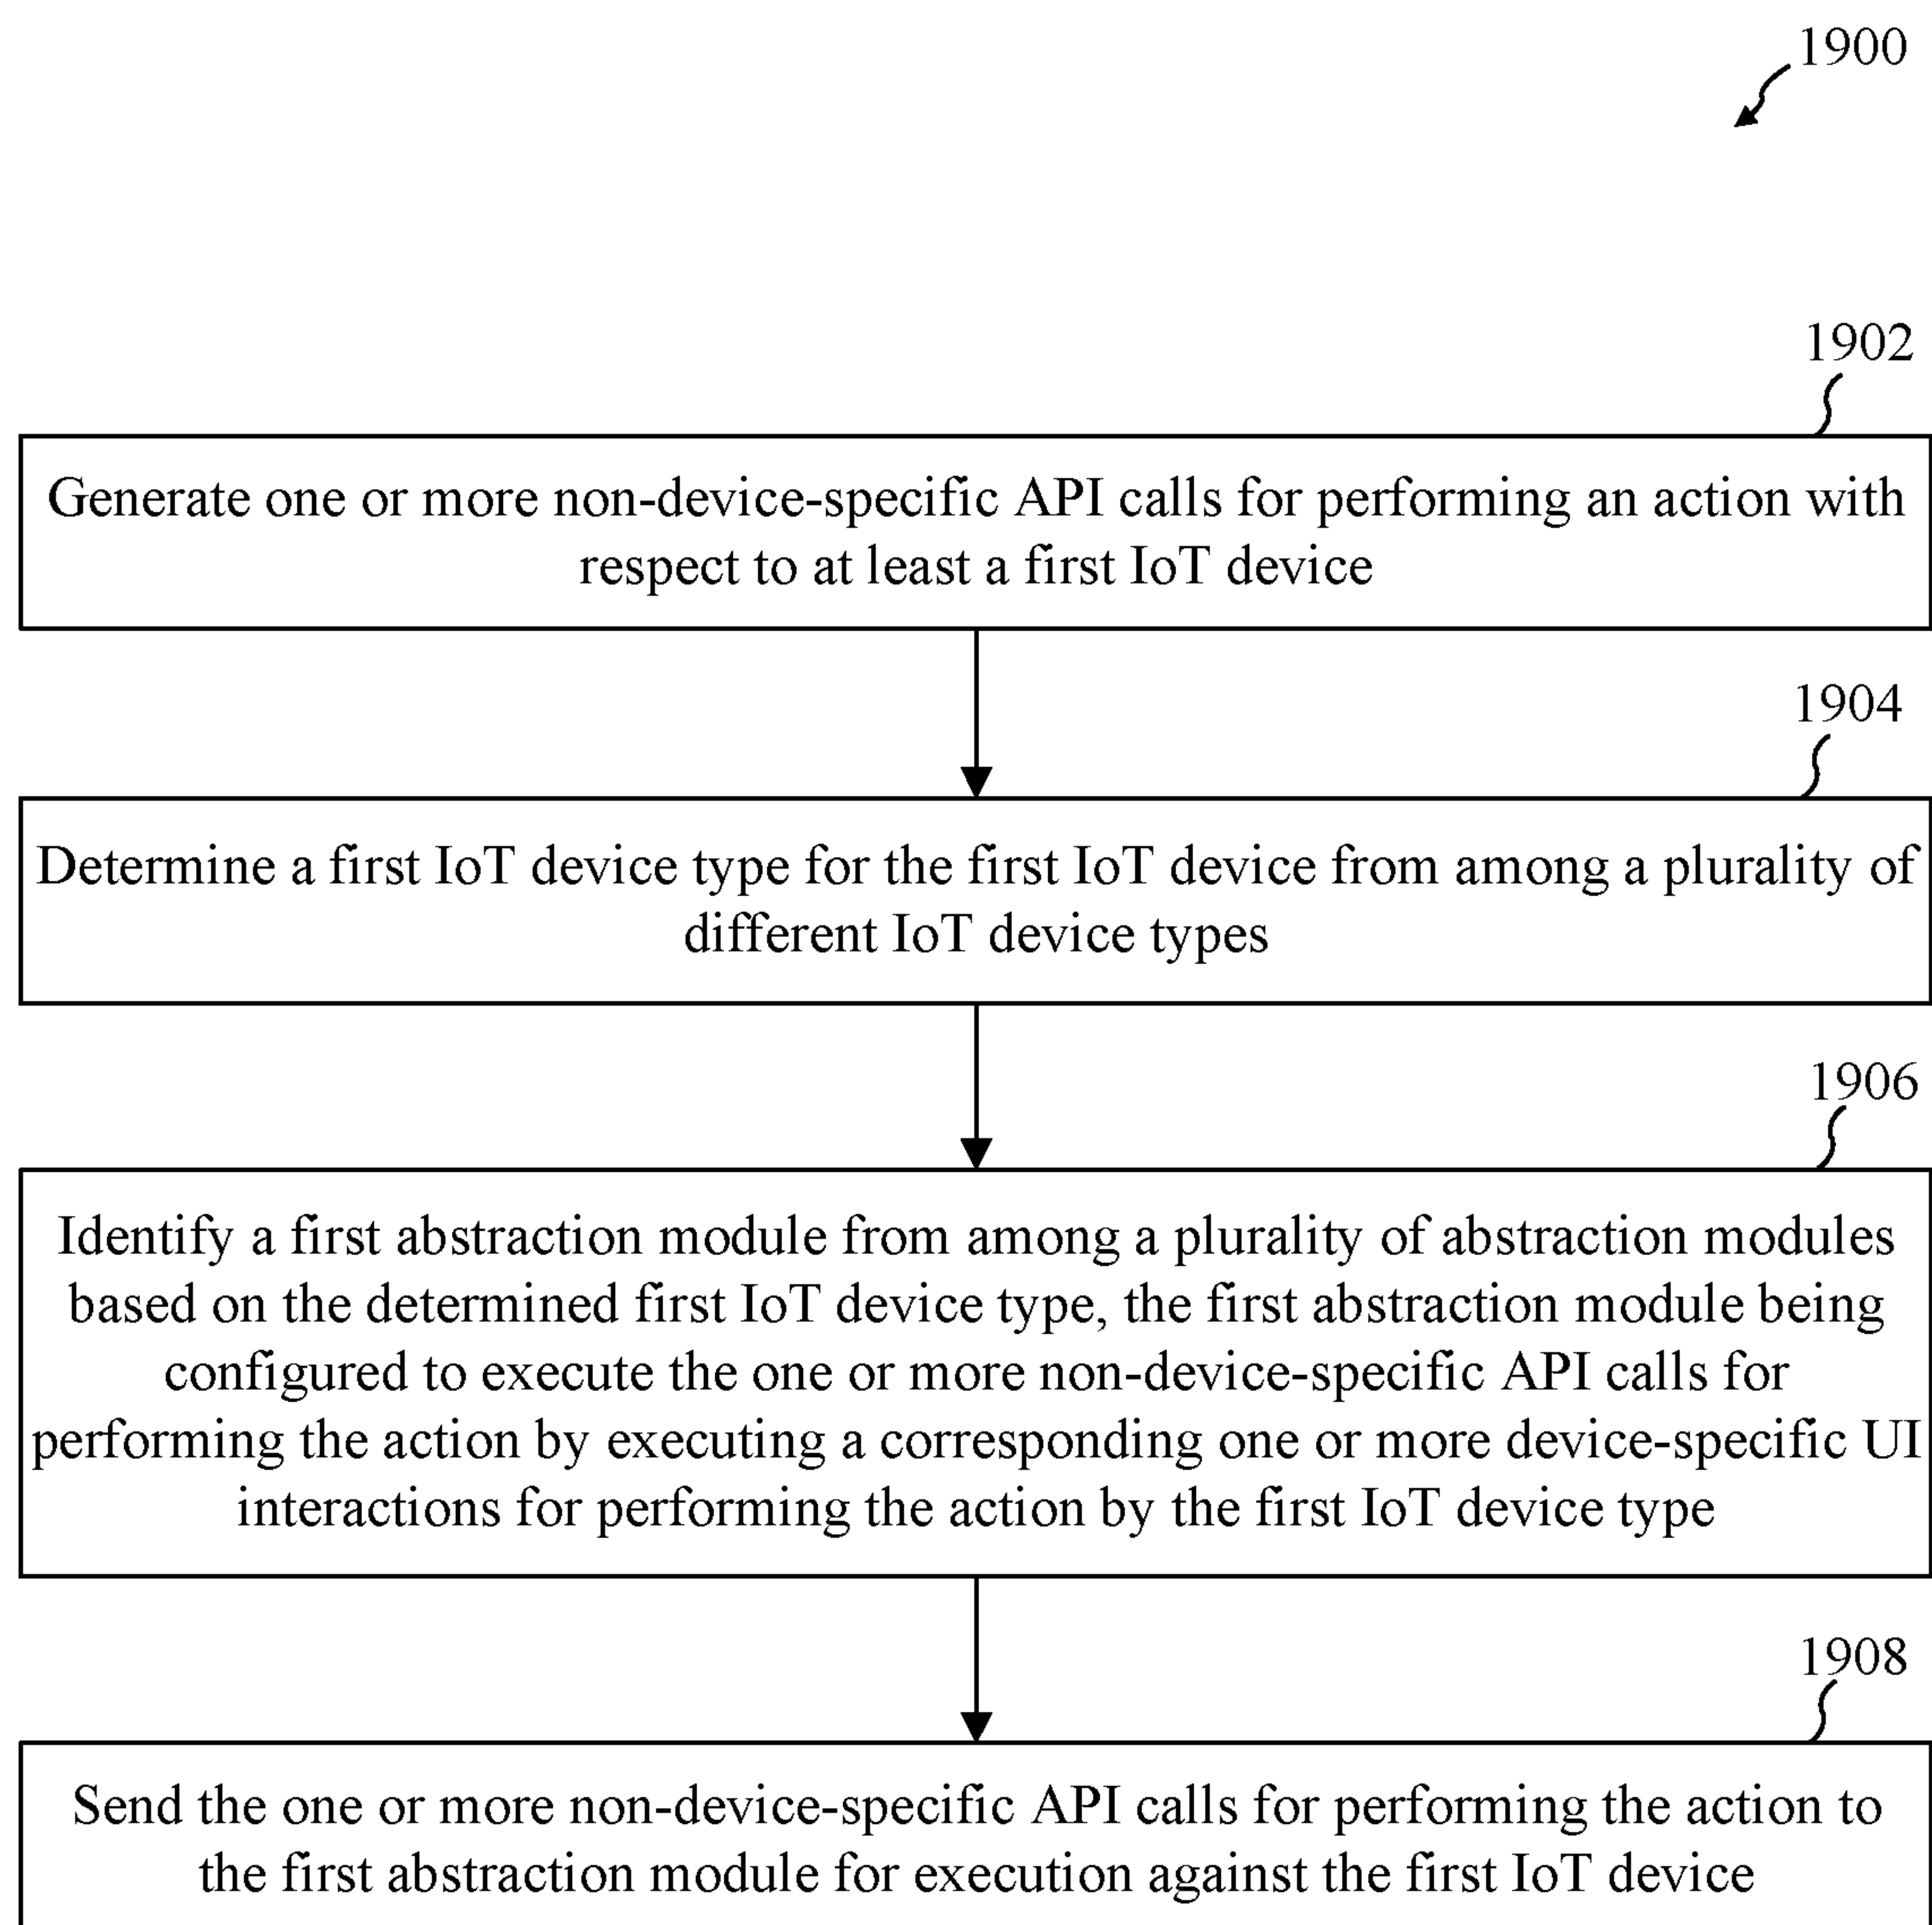 1900
1902
Generate one or more non-device-specific API calls for performing an action with
respect to at least a first IoT device
1904
Determine a first IoT device type for the first IoT device from among a plurality of
different IoT device types
1906
Identify a first abstraction module from among a plurality of abstraction modules
based on the determined first IoT device type, the first abstraction module being
configured to execute the one or more non-device-specific API calls for
performing the action by executing a corresponding one or more device-specific UI
interactions for performing the action by the first IoT device type
1908
Send the one or more non-device-specific API calls for performing the action to
the first abstraction module for execution against the first IoT device